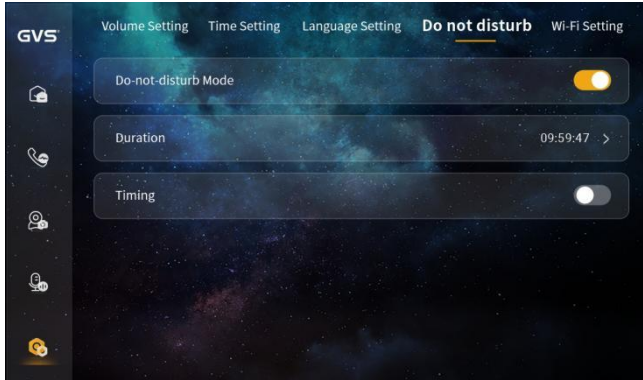 GVS
Volume Setting Time Setting Language Setting Do not disturb Wi-Fi Setting
Do-not-disturb Mode
Duration 09:59:47 >
Timing